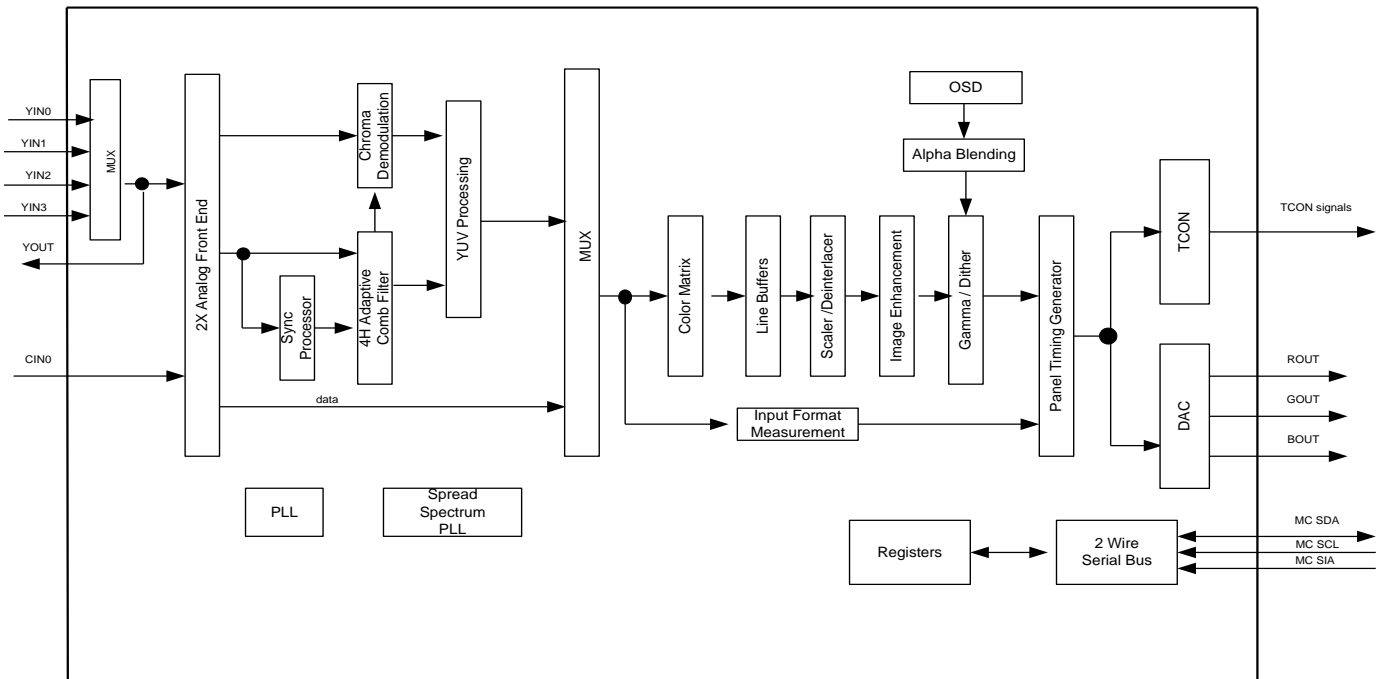 YIN0
YIN1
YIN2
YIN3
YOUT
CIN0
MUX
2X Analog Front End
Chroma
Demodulation
Sync
Processor
4H Adaptive
Comb Filter
YUV Processing
data
MUX
PLL
Spread
Spectrum
PLL
Color Matrix
Line Buffers
Scaler /Deinterlacer
Image Enhancement
OSD
Alpha Blending
Gamma / Dither
Input Format
Measurement
Panel Timing Generator
TCON
DAC
TCON signals
ROUT
GOUT
BOUT
Registers
2 Wire
Serial Bus
MC SDA
MC SCL
MC SIA